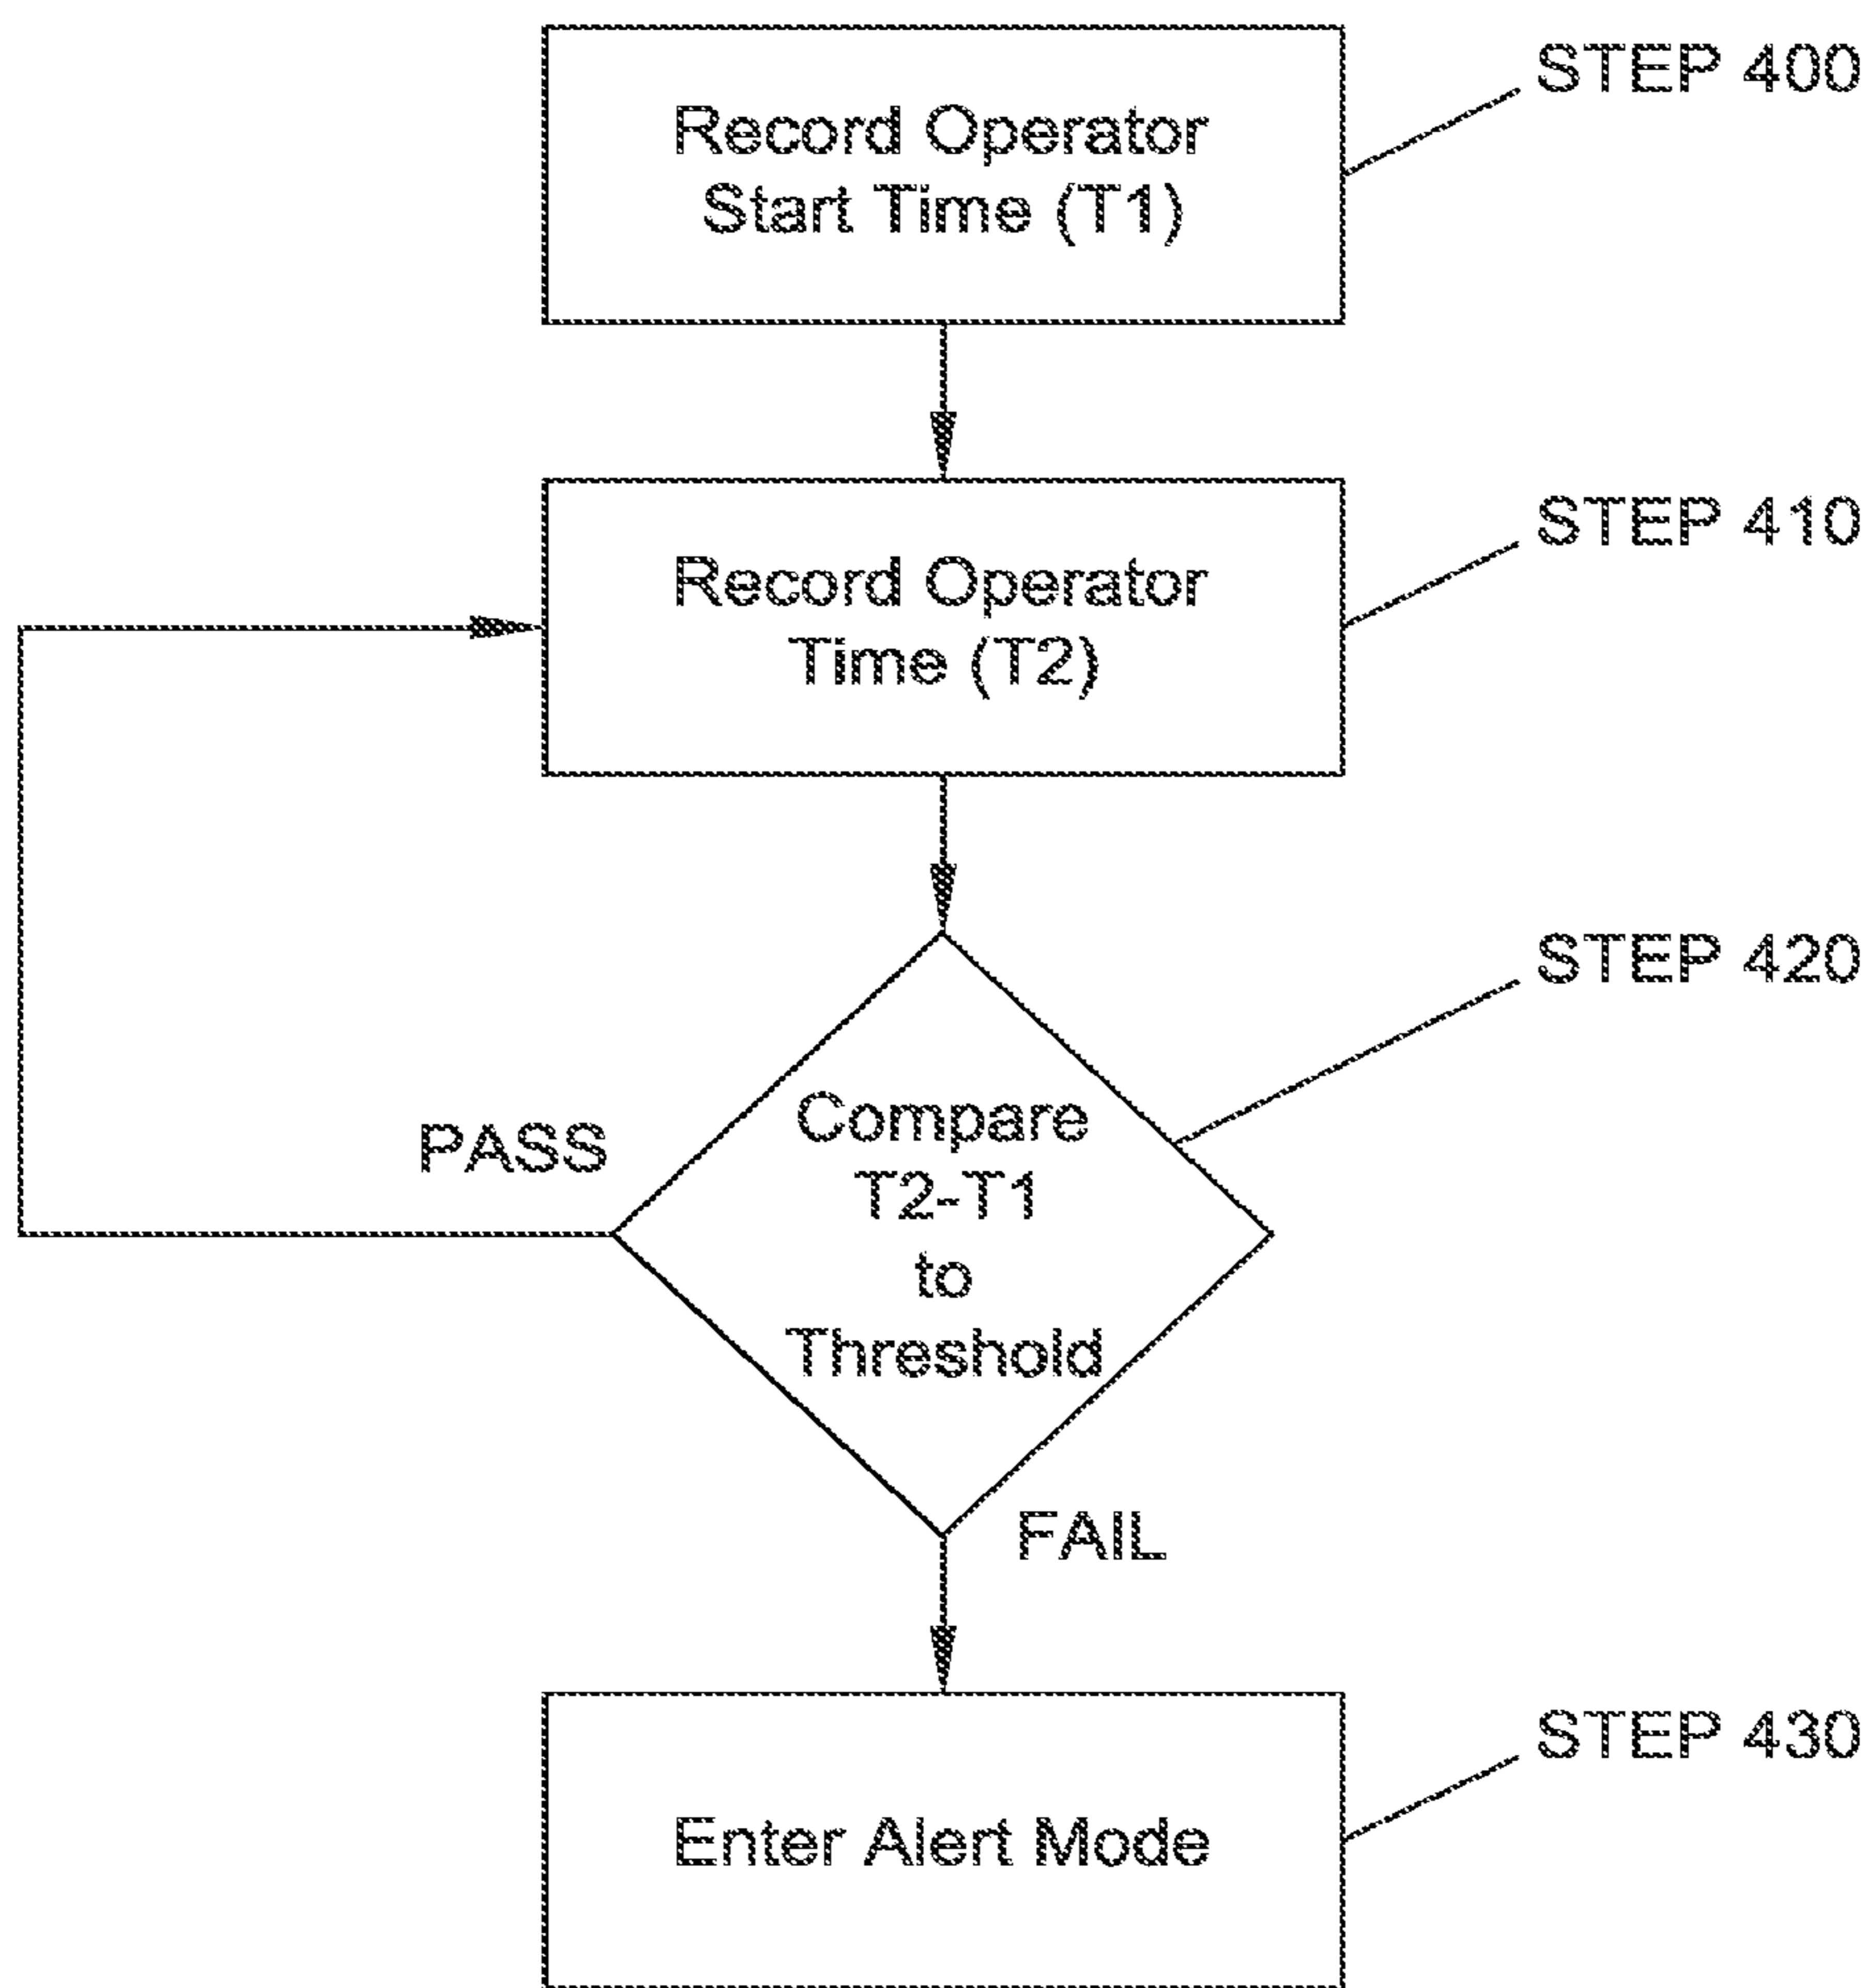 STEP 400
Record Operator
Start Time (T1)
STEP 410
Record Operator
Time (T2)
STEP 420
Compare
T2-T1
to
Threshold
PASS
FAIL
STEP 430
Enter Alert Mode